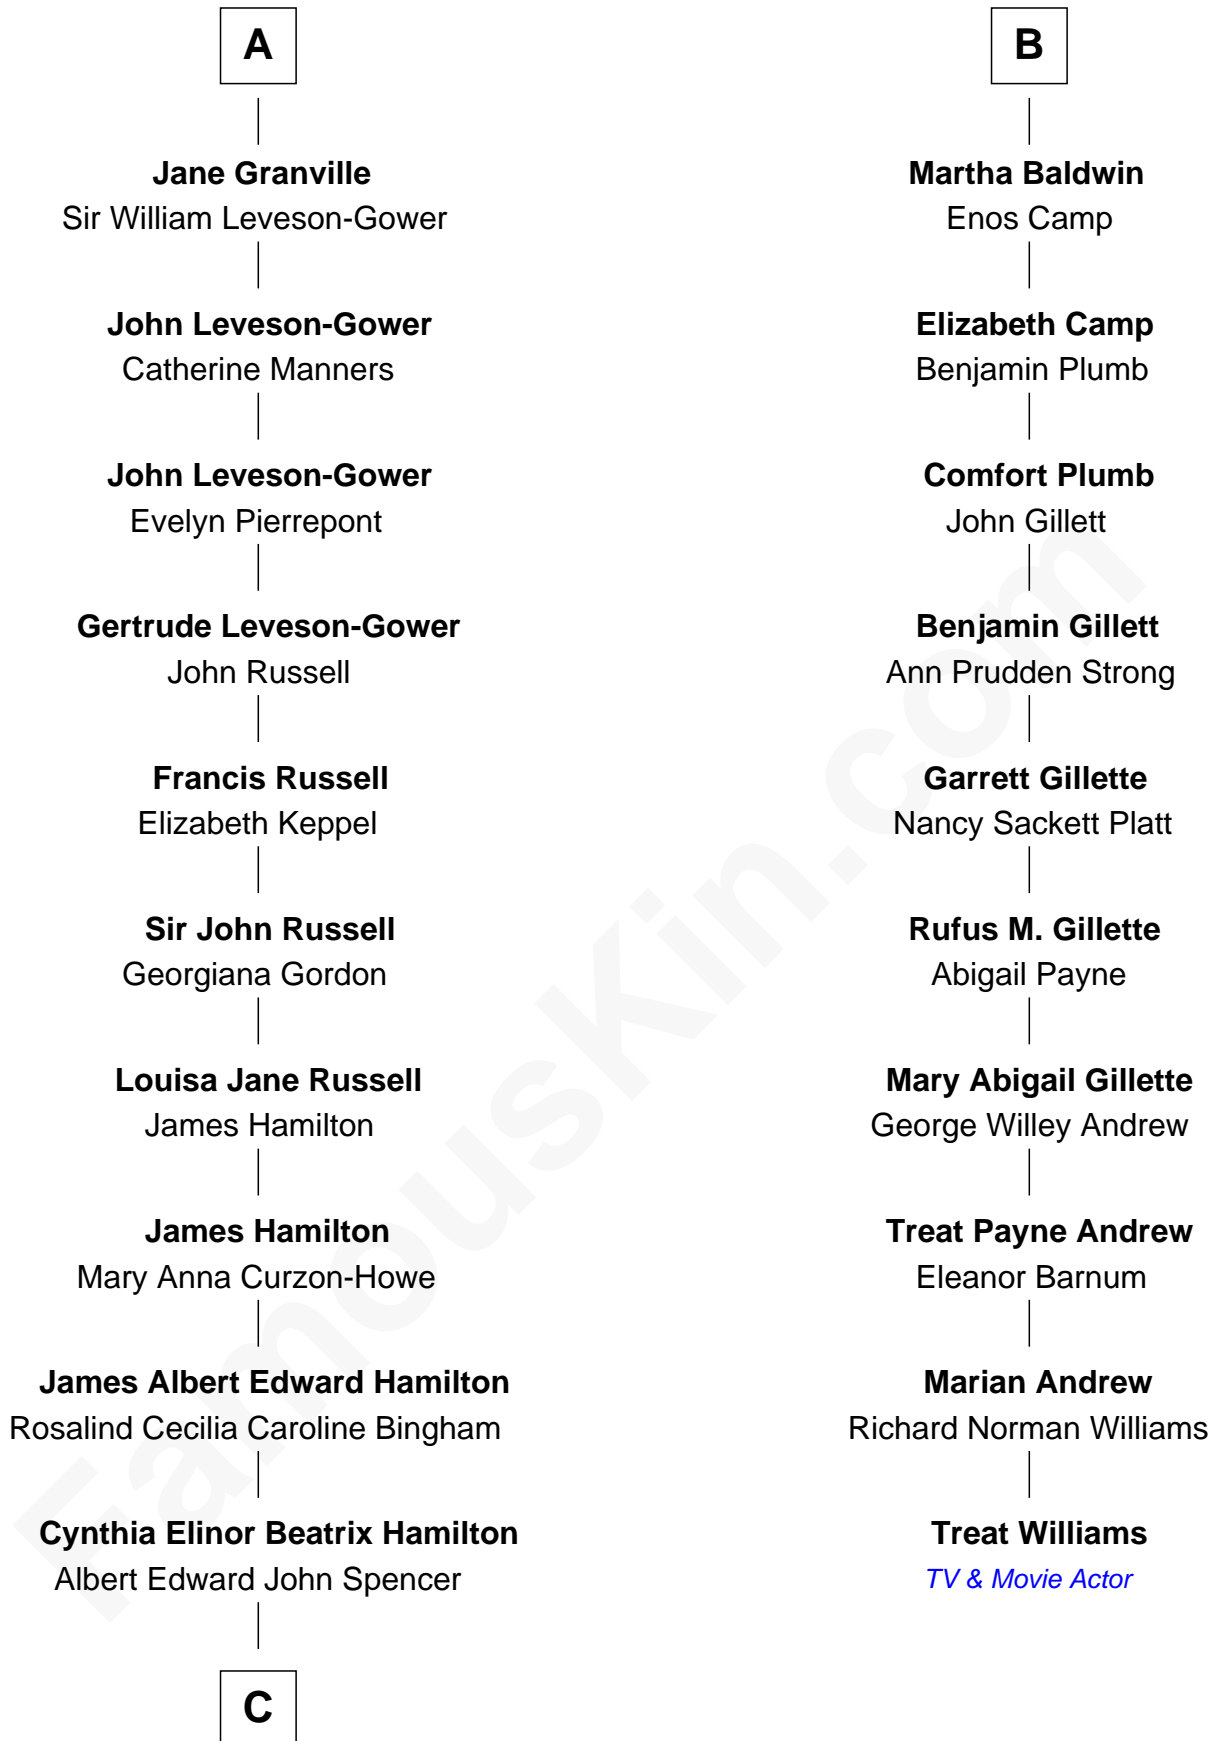 A
Jane Granville
Sir William Leveson-Gower
John Leveson-Gower
Catherine Manners
John Leveson-Gower
Evelyn Pierrepont
Gertrude Leveson-Gower
John Russell
Francis Russell
Elizabeth Keppel
Sir John Russell
Georgiana Gordon
Louisa Jane Russell
James Hamilton
James Hamilton
Mary Anna Curzon-Howe
James Albert Edward Hamilton
Rosalind Cecilia Caroline Bingham
Cynthia Elinor Beatrix Hamilton
Albert Edward John Spencer
C
B
Martha Baldwin
Enos Camp
Elizabeth Camp
Benjamin Plumb
Comfort Plumb
John Gillett
Benjamin Gillett
Ann Prudden Strong
Garrett Gillette
Nancy Sackett Platt
Rufus M. Gillette
Abigail Payne
Mary Abigail Gillette
George Willey Andrew
Treat Payne Andrew
Eleanor Barnum
Marian Andrew
Richard Norman Williams
Treat Williams
TV & Movie Actor
FamousKin.com